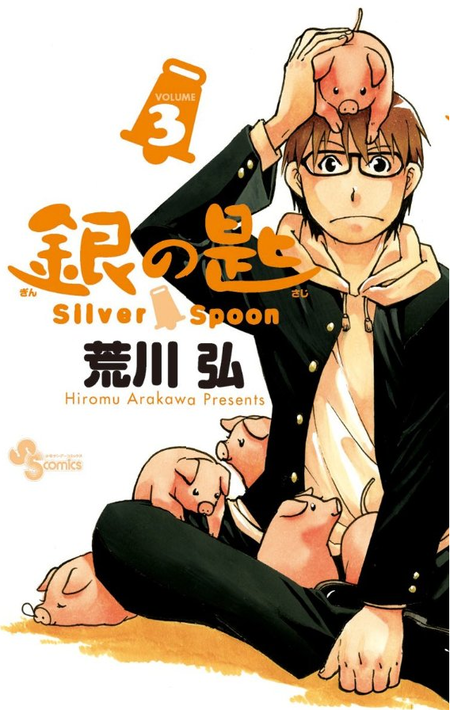 VOLUME
3
銀の匙
ぎん
さじ
Silver Spoon
荒川 弘
Hiromu Arakawa Presents
comics